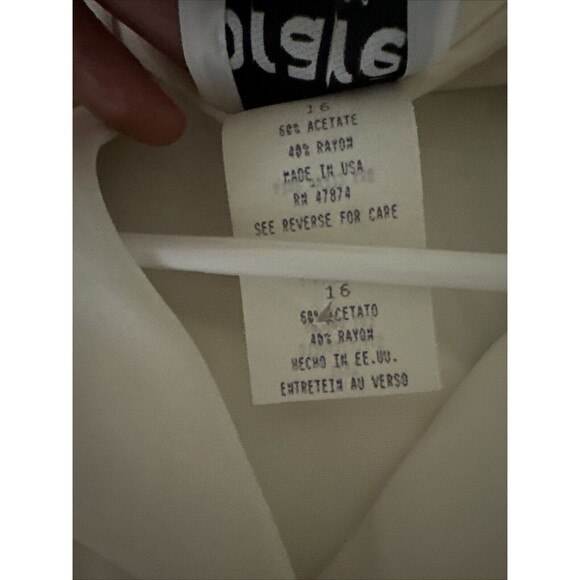 16
60% ACETATE
40% RAYON
MADE IN USA
RN 47874
SEE REVERSE FOR CARE
16
60% ACETATO
40% RAYON
HECHO IN EE.UU.
ENTRETEIN AU VERSO